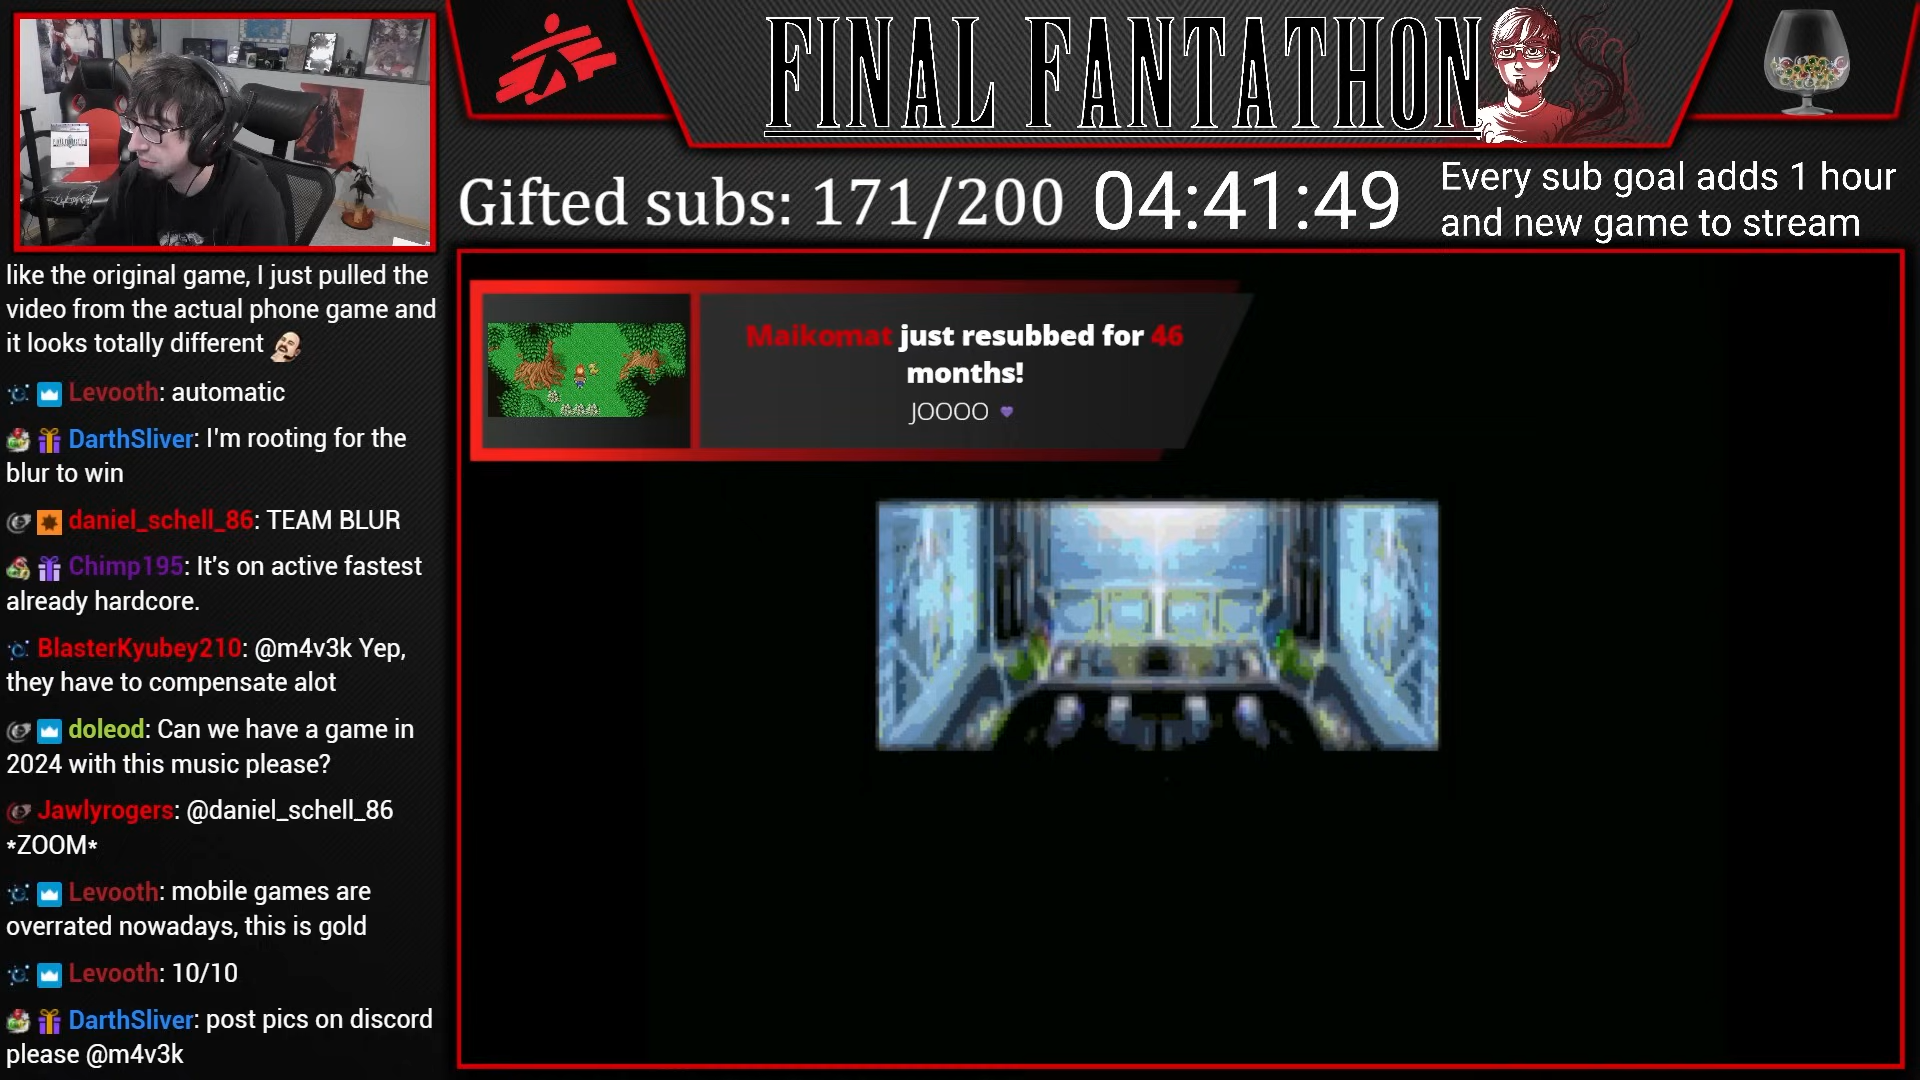 FINAL FANTATHON
Gifted subs: 171/200
04:41:49
Every sub goal adds 1 hour
and new game to stream
Maikomat just resubbed for 46
months!
JOOOO
like the original game, I just pulled the
video from the actual phone game and
it looks totally different
Levooth: automatic
DarthSliver: I'm rooting for the
blur to win
daniel_schell_86: TEAM BLUR
Chimp195: It's on active fastest
already hardcore.
BlasterKyubey210: @m4v3k Yep,
they have to compensate alot
doleod: Can we have a game in
2024 with this music please?
Jawlyrogers: @daniel_schell_86
*ZOOM*
Levooth: mobile games are
overrated nowadays, this is gold
Levooth: 10/10
DarthSliver: post pics on discord
please @m4v3k